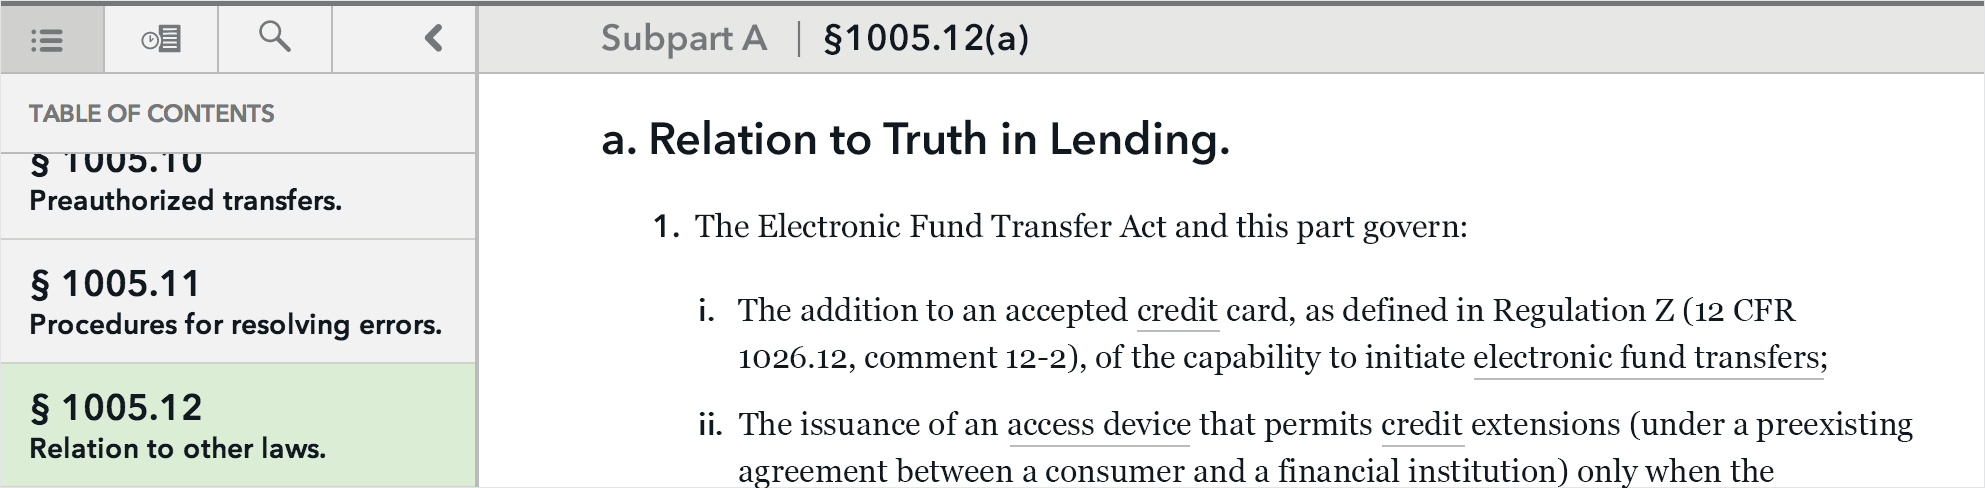 Subpart A | §1005.12(a)
TABLE OF CONTENTS
§ 1005.10
Preauthorized transfers.
§ 1005.11
Procedures for resolving errors.
§ 1005.12
Relation to other laws.
a. Relation to Truth in Lending.
1. The Electronic Fund Transfer Act and this part govern:
i. The addition to an accepted credit card, as defined in Regulation Z (12 CFR
1026.12, comment 12-2), of the capability to initiate electronic fund transfers;
ii. The issuance of an access device that permits credit extensions (under a preexisting
agreement between a consumer and a financial institution) only when the